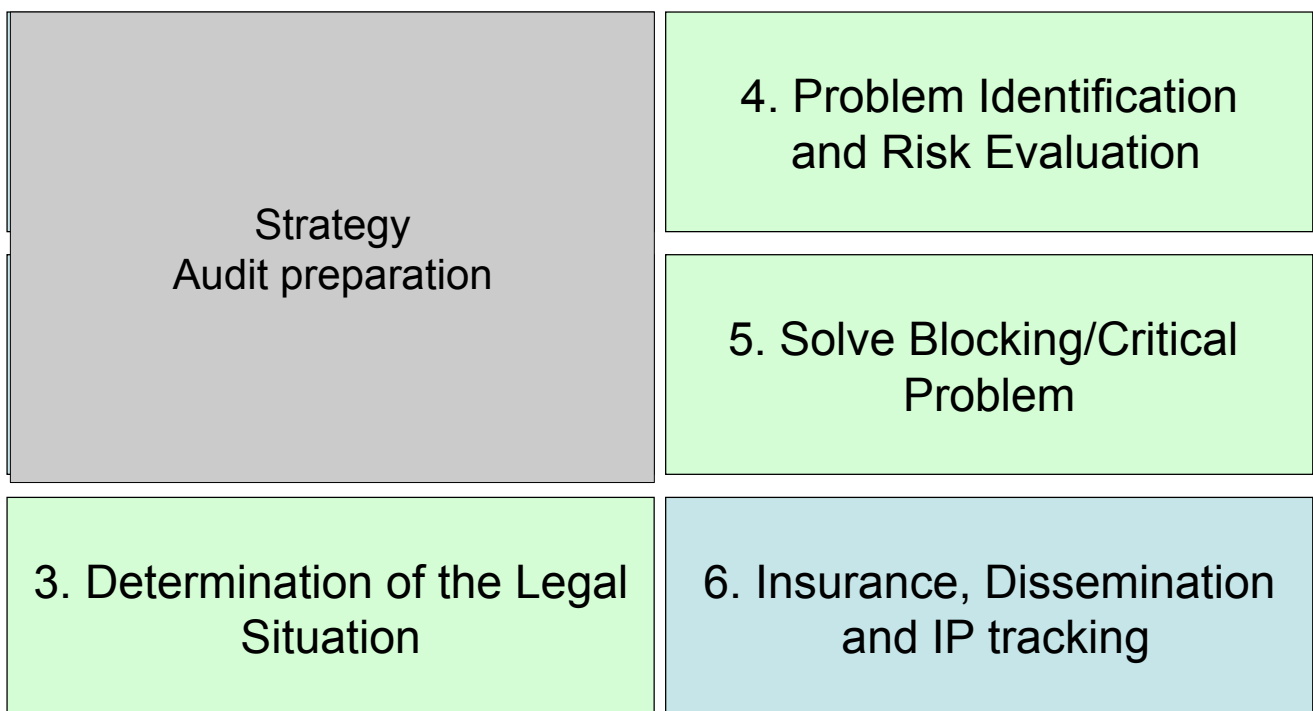 Strategy
Audit preparation
3. Determination of the Legal
Situation
4. Problem Identification
and Risk Evaluation
5. Solve Blocking/Critical
Problem
6. Insurance, Dissemination
and IP tracking